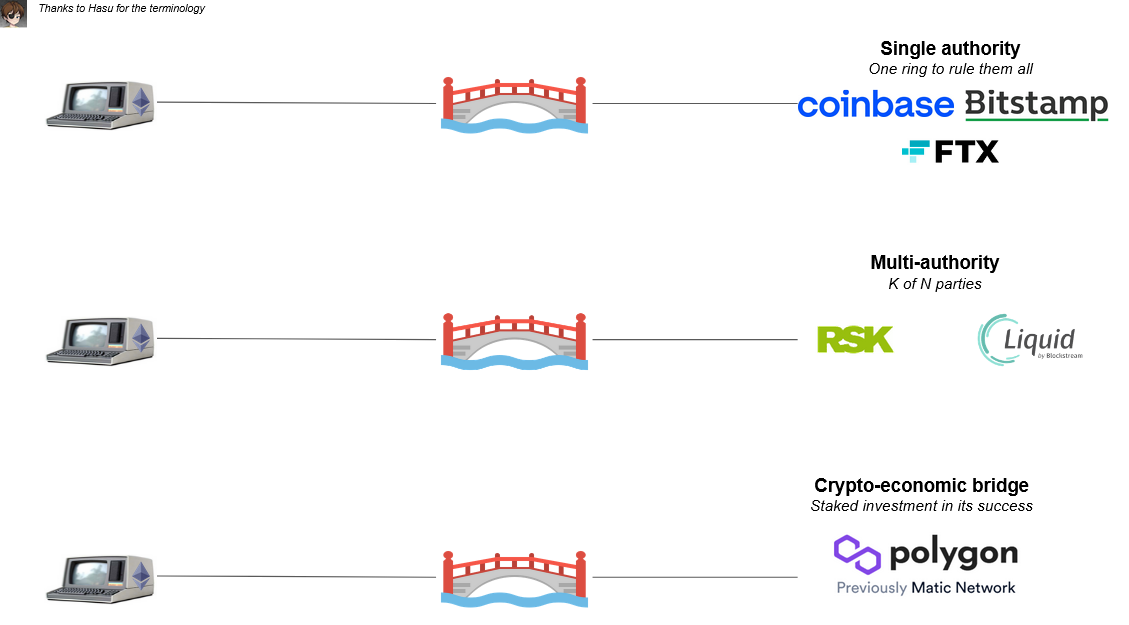 Thanks to Hasu for the terminology
Single authority
One ring to rule them all
coinbase Bitstamp
FTX
Multi-authority
K of N parties
RSK Liquid
by Blockstream
Crypto-economic bridge
Staked investment in its success
polygon
Previously Matic Network